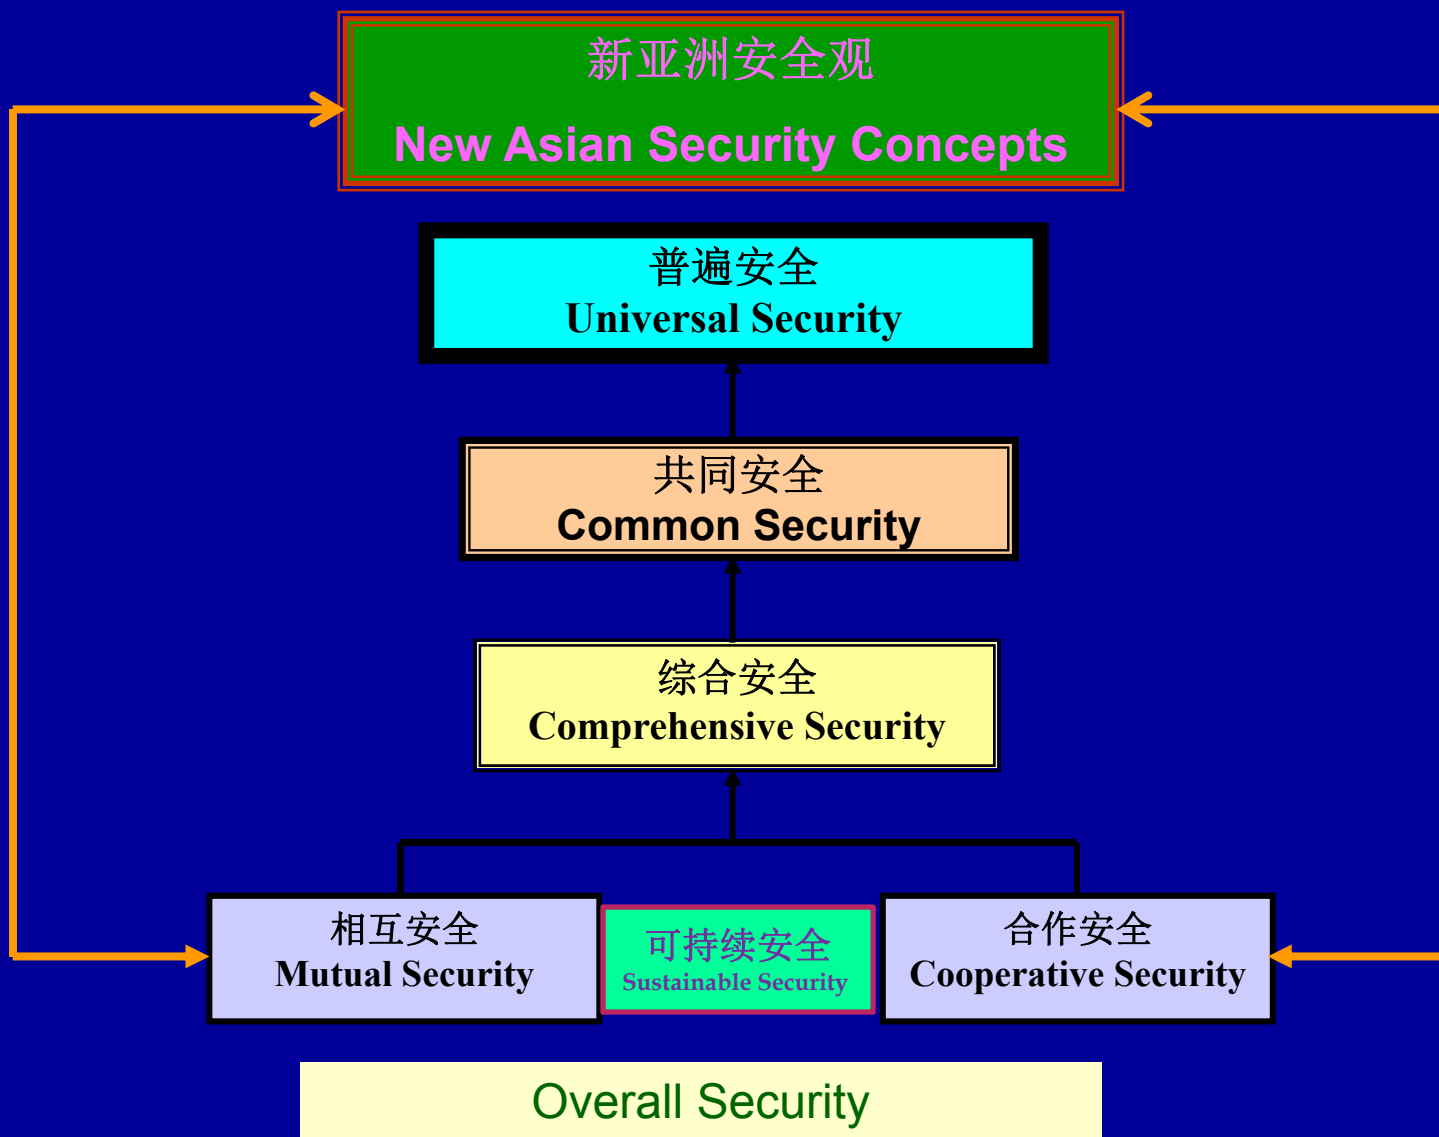 新亚洲安全观
New Asian Security Concepts
普遍安全
Universal Security
共同安全
Common Security
综合安全
Comprehensive Security
相互安全
Mutual Security
可持续安全
Sustainable Security
合作安全
Cooperative Security
Overall Security